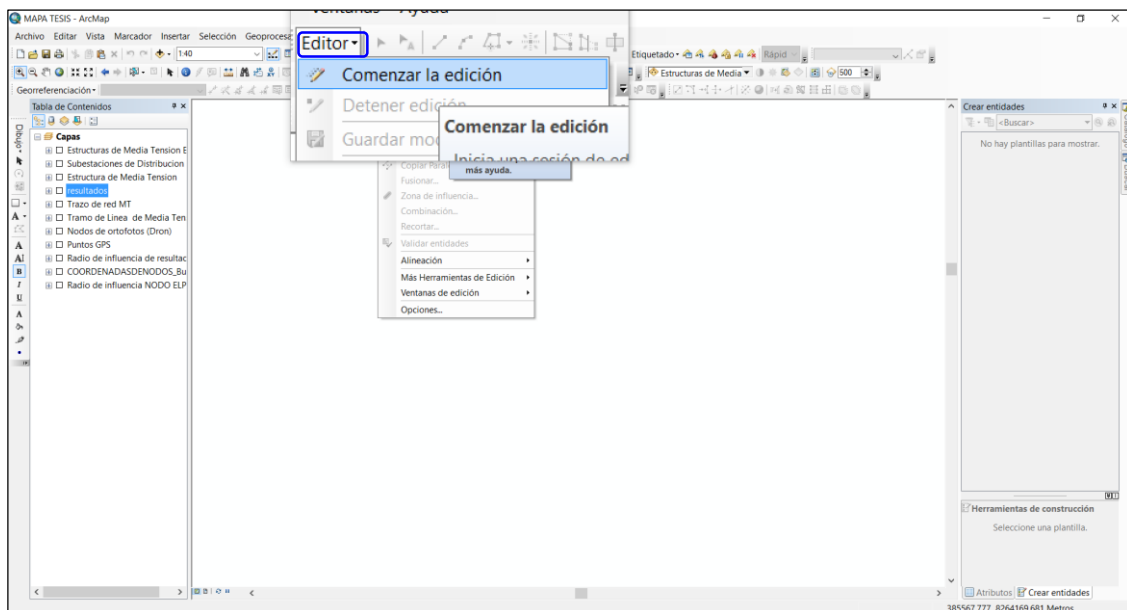 MAPA TESIS - ArcMap
Archivo Editar Vista Marcador Insertar Selección
Editor
1:40
Etiquetado
Rápid
Estructuras de Media
500
Georreferenciación
Comenzar la edición
Detener edición
Guardar mo
Comenzar la edición
más ayuda.
Tabla de Contenidos
Capas
Estructuras de Media Tension E
Subestaciones de Distribucion
Estructura de Media Tension
resultados
Trazo de red MT
Tramo de Linea de Media Ten
Nodos de ortofotos (Dron)
Puntos GPS
Radio de influencia de resultac
COORDENADASDENODOS_Bu
Radio de influencia NODO ELP
Dibujo
Fusionar...
Zona de influencia...
Combinación...
Recortar...
Validar entidades
Alineación
Más Herramientas de Edición
Ventanas de edición
Opciones...
Crear entidades
<Buscar>
No hay plantillas para mostrar.
Herramientas de construcción
Seleccione una plantilla.
Atributos Crear entidades
385567.777 8264169.681 Metros